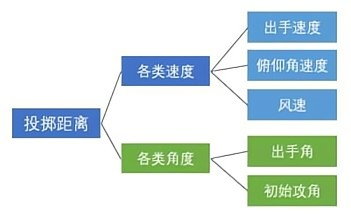 投掷距离
各类速度
出手速度
俯仰角速度
风速
各类角度
出手角
初始攻角